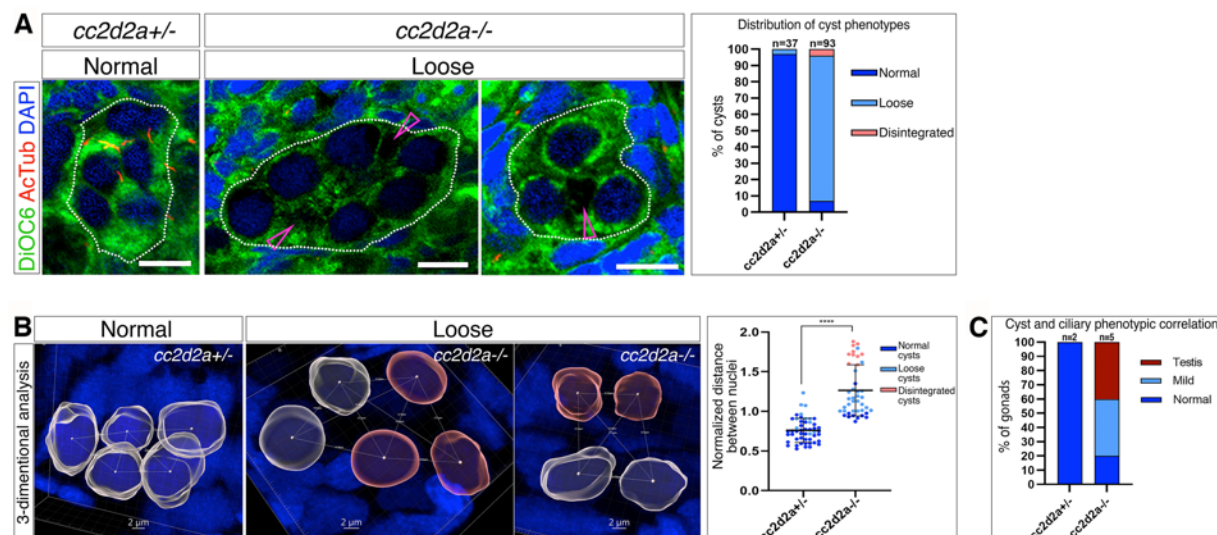 A
cc2d2a+/-
cc2d2a-/-
Normal
Loose
DiOC6 AcTub DAPI
Distribution of cyst phenotypes
n=37 n=93
100
90
80
70
60
50
40
30
20
10
0
% of cysts
Normal
Loose
Disintegrated
cc2d2a+/-
cc2d2a-/-
B
Normal
Loose
3-dimentional analysis
cc2d2a+/-
cc2d2a-/-
cc2d2a-/-
2 µm
2 µm
2 µm
****
2.0
1.5
1.0
0.5
0.0
Normalized distance
between nuclei
Normal
cysts
Loose
cysts
Disintegrated
cysts
cc2d2a+/-
cc2d2a-/-
C
Cyst and ciliary phenotypic correlation
n=2 n=5
100
90
80
70
60
50
40
30
20
10
0
% of gonads
Testis
Mild
Normal
cc2d2a+/-
cc2d2a-/-